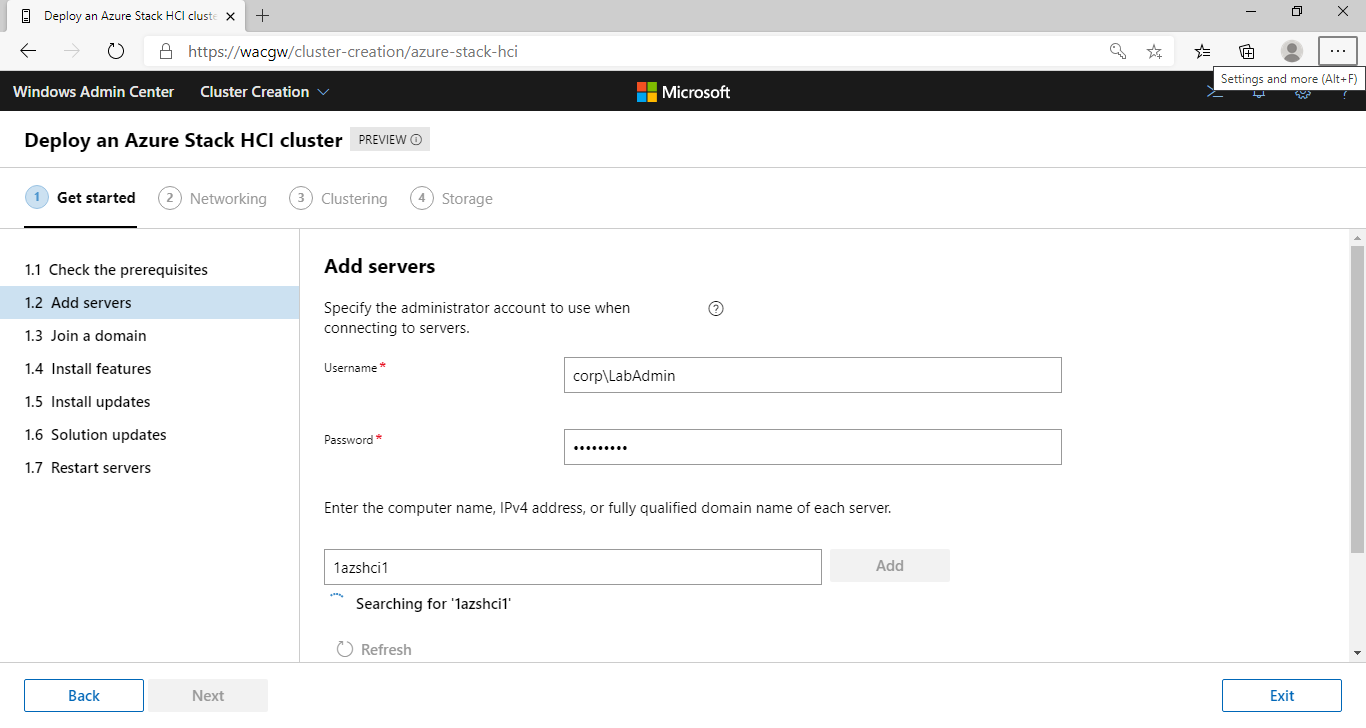 Deploy an Azure Stack HCI cluste
https://wacgw/cluster-creation/azure-stack-hci
Settings and more (Alt+F)
Windows Admin Center Cluster Creation Microsoft ?
Deploy an Azure Stack HCI cluster PREVIEW
1 Get started 2 Networking 3 Clustering 4 Storage
1.1 Check the prerequisites
1.2 Add servers
1.3 Join a domain
1.4 Install features
1.5 Install updates
1.6 Solution updates
1.7 Restart servers
Add servers
Specify the administrator account to use when
connecting to servers.
?
Username*
corp\LabAdmin
Password*
•••••••••
Enter the computer name, IPv4 address, or fully qualified domain name of each server.
1azshci1 Add
Searching for '1azshci1'
Refresh
Back Next Exit